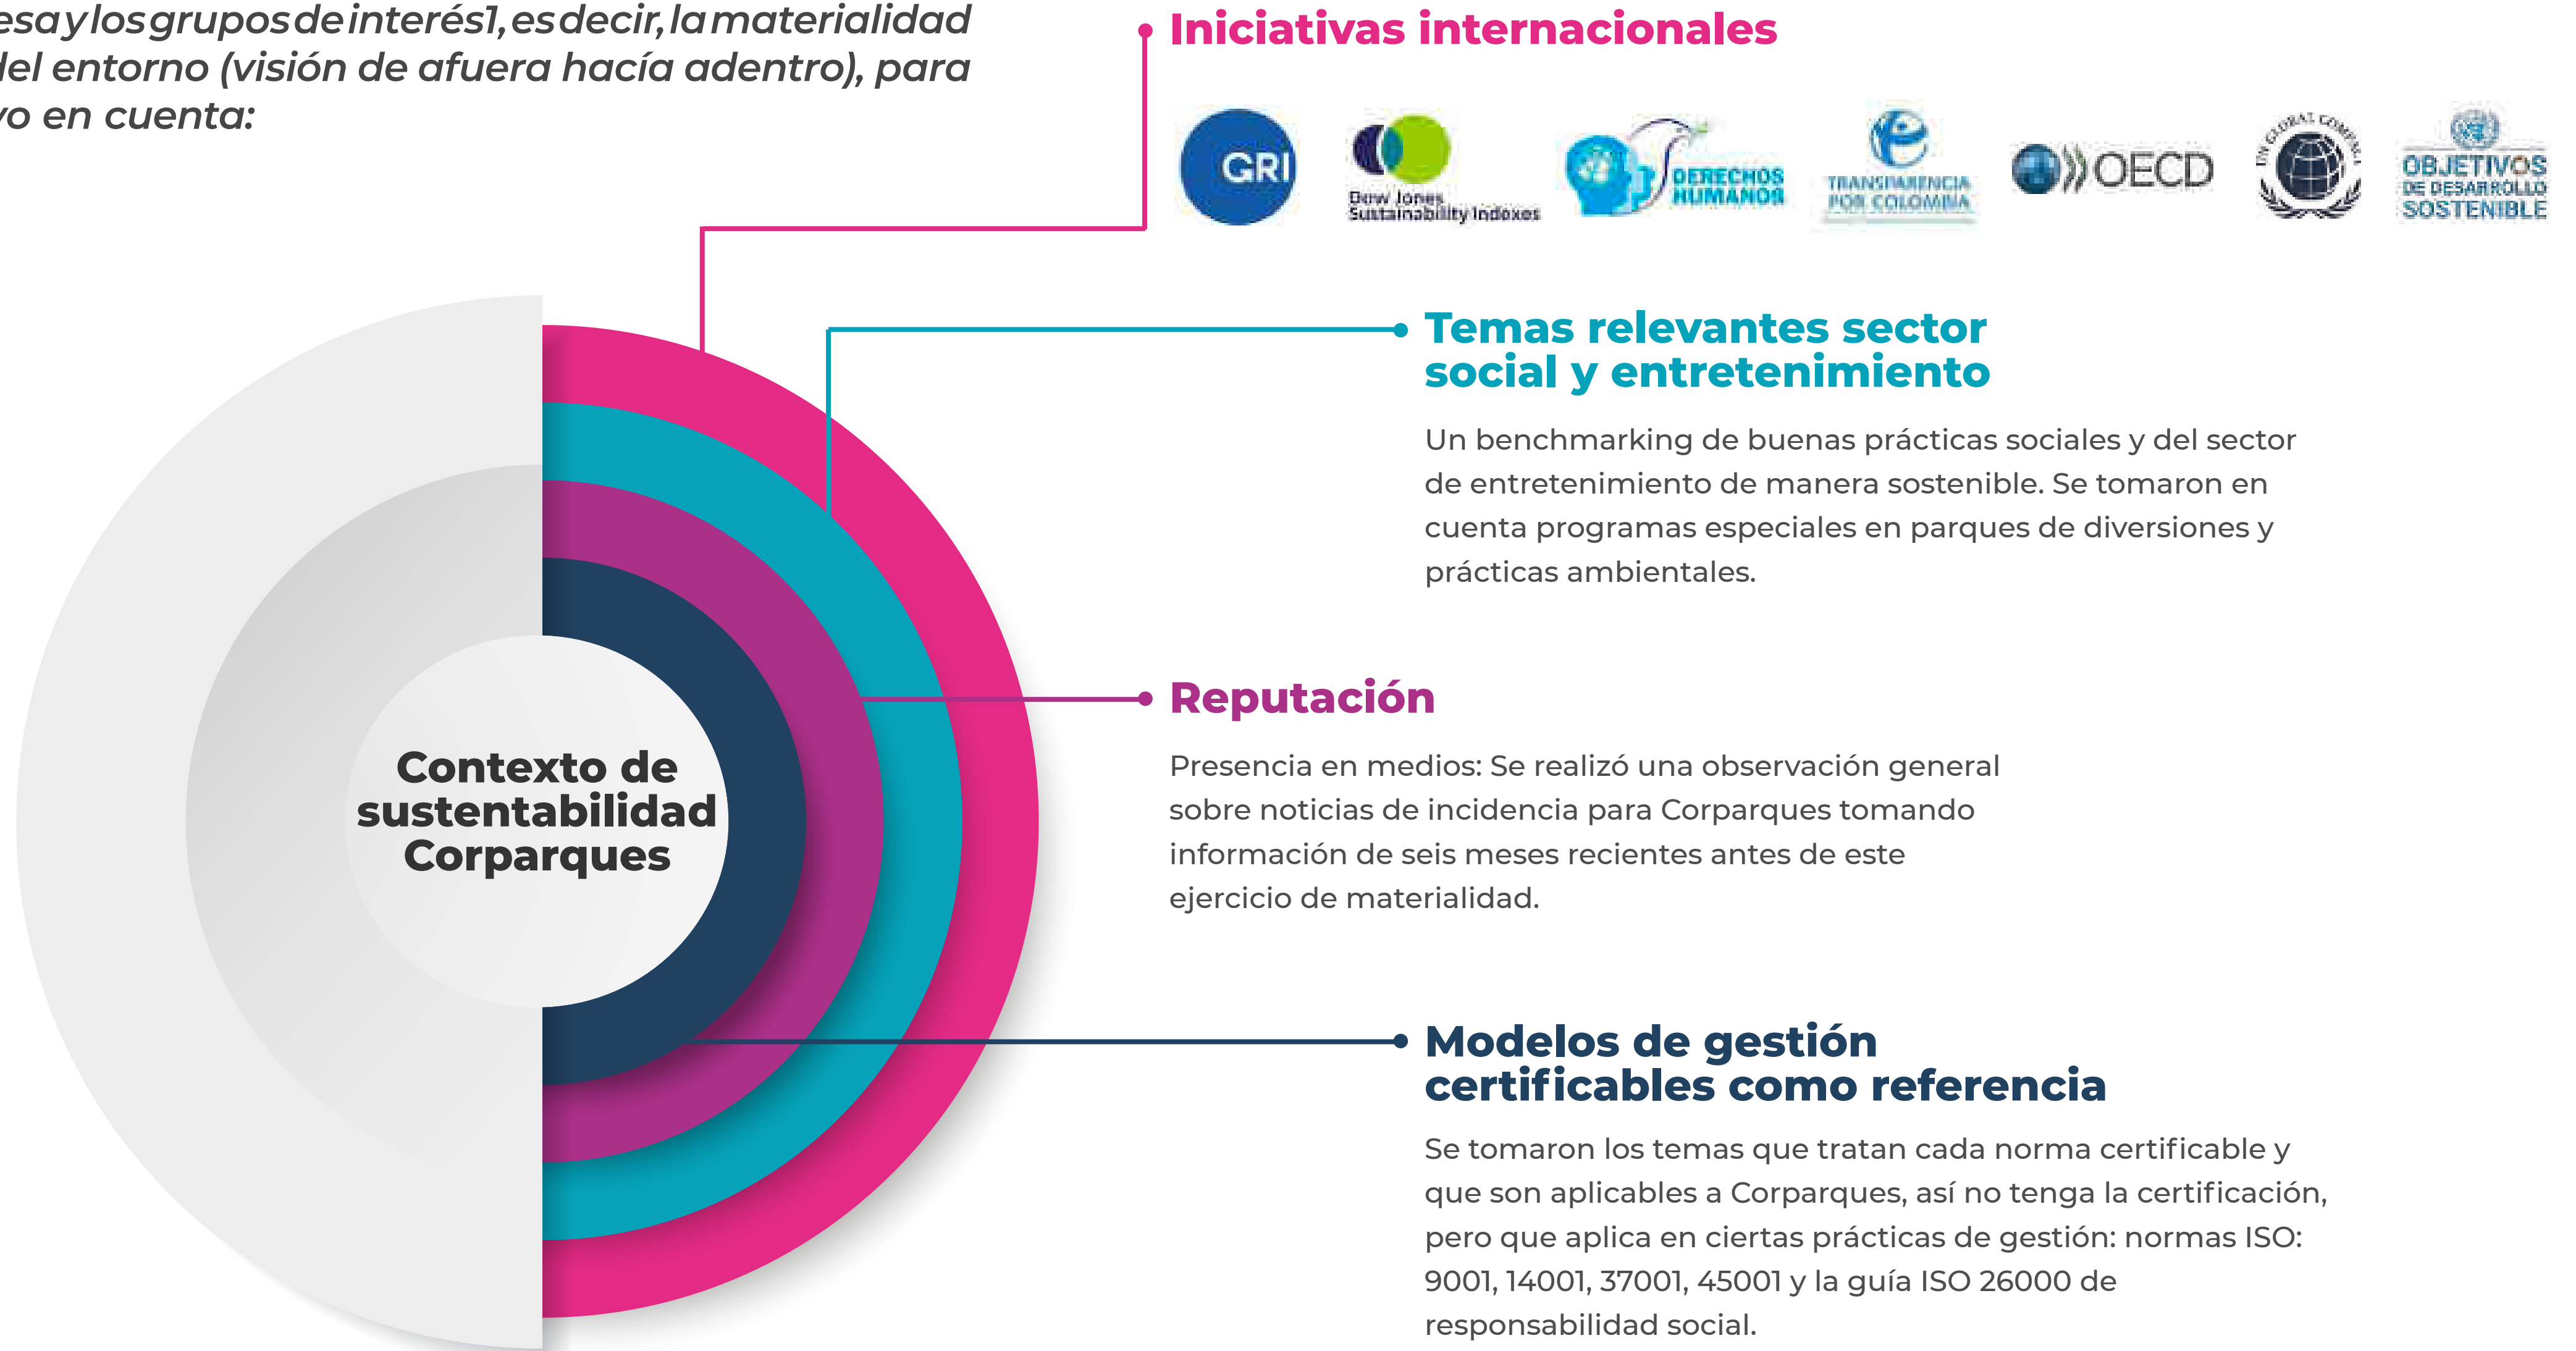 esa y los grupos de interés1, es decir, la materialidad
del entorno (visión de afuera hacía adentro), para
vo en cuenta:
Iniciativas internacionales
GRI
Dow Jones
Sustainability Indexes
DERECHOS
HUMANOS
TRANSPARENCIA
POR COLOMBIA
OECD
UN GLOBAL COMPACT
OBJETIVOS
DE DESARROLLO
SOSTENIBLE
Temas relevantes sector
social y entretenimiento
Un benchmarking de buenas prácticas sociales y del sector
de entretenimiento de manera sostenible. Se tomaron en
cuenta programas especiales en parques de diversiones y
prácticas ambientales.
Reputación
Presencia en medios: Se realizó una observación general
sobre noticias de incidencia para Corparques tomando
información de seis meses recientes antes de este
ejercicio de materialidad.
Contexto de
sustentabilidad
Corparques
Modelos de gestión
certificables como referencia
Se tomaron los temas que tratan cada norma certificable y
que son aplicables a Corparques, así no tenga la certificación,
pero que aplica en ciertas prácticas de gestión: normas ISO:
9001, 14001, 37001, 45001 y la guía ISO 26000 de
responsabilidad social.